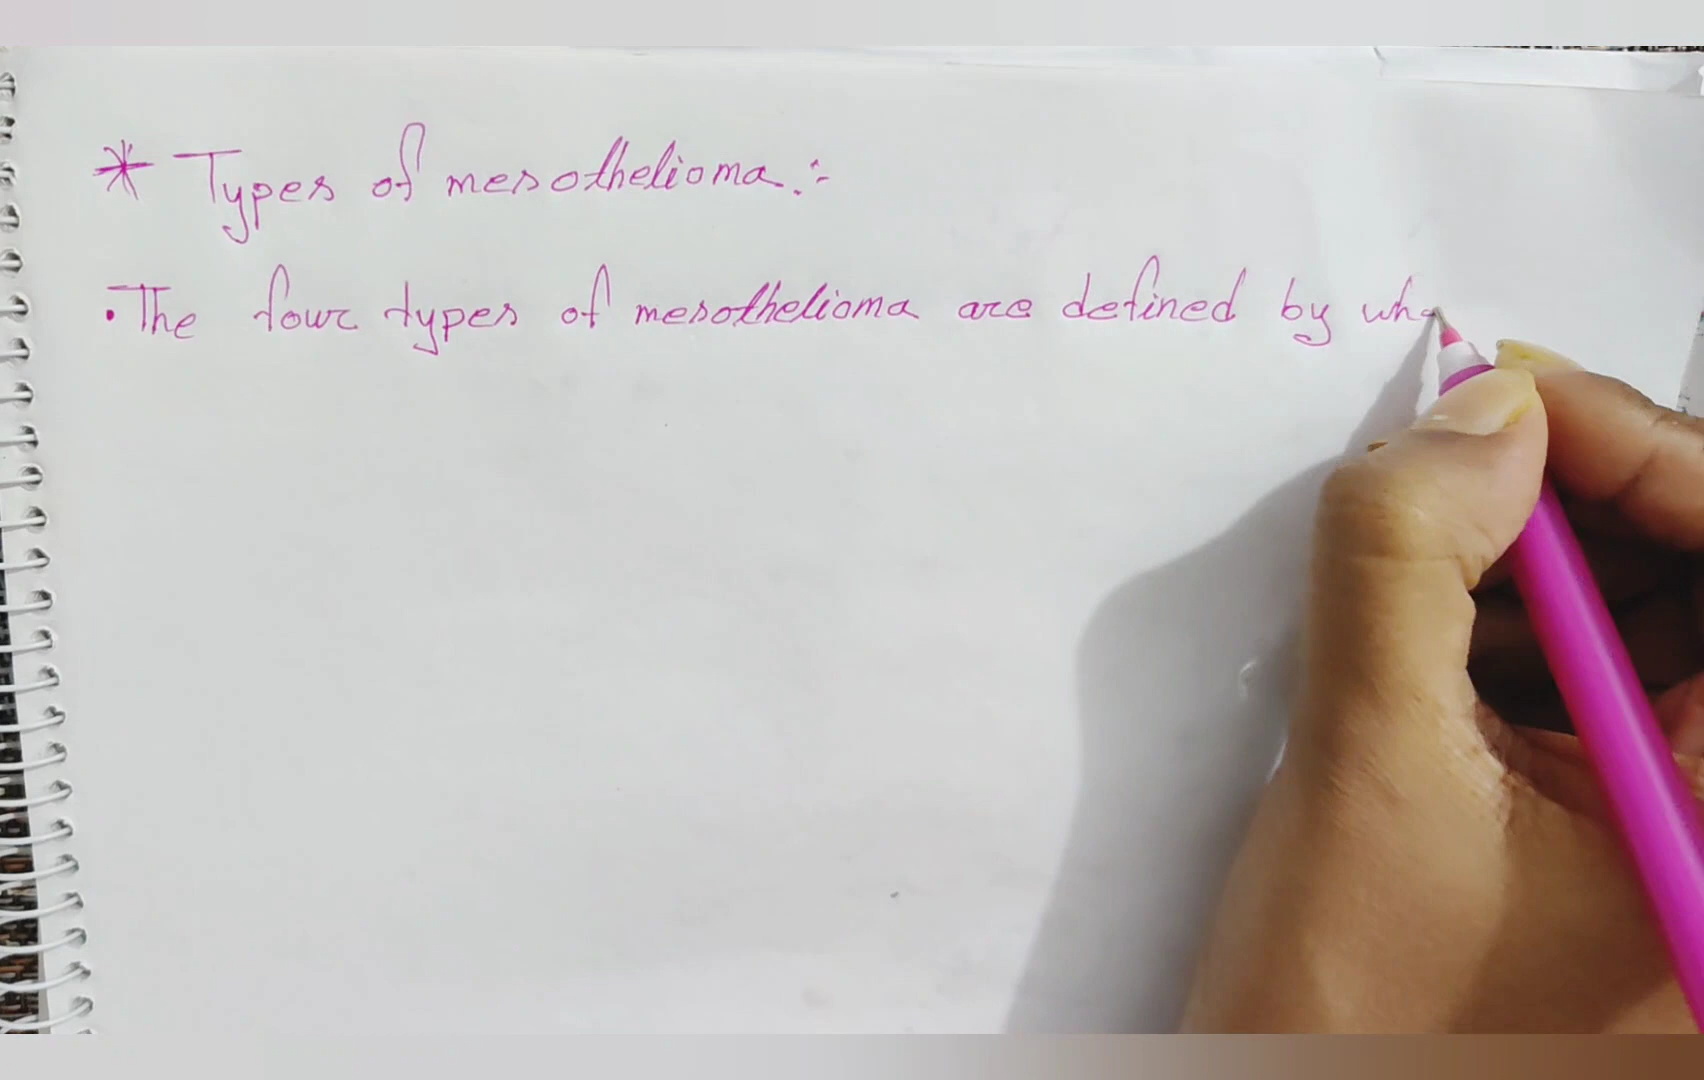 * Types of mesothelioma :-
• The four types of mesothelioma are defined by